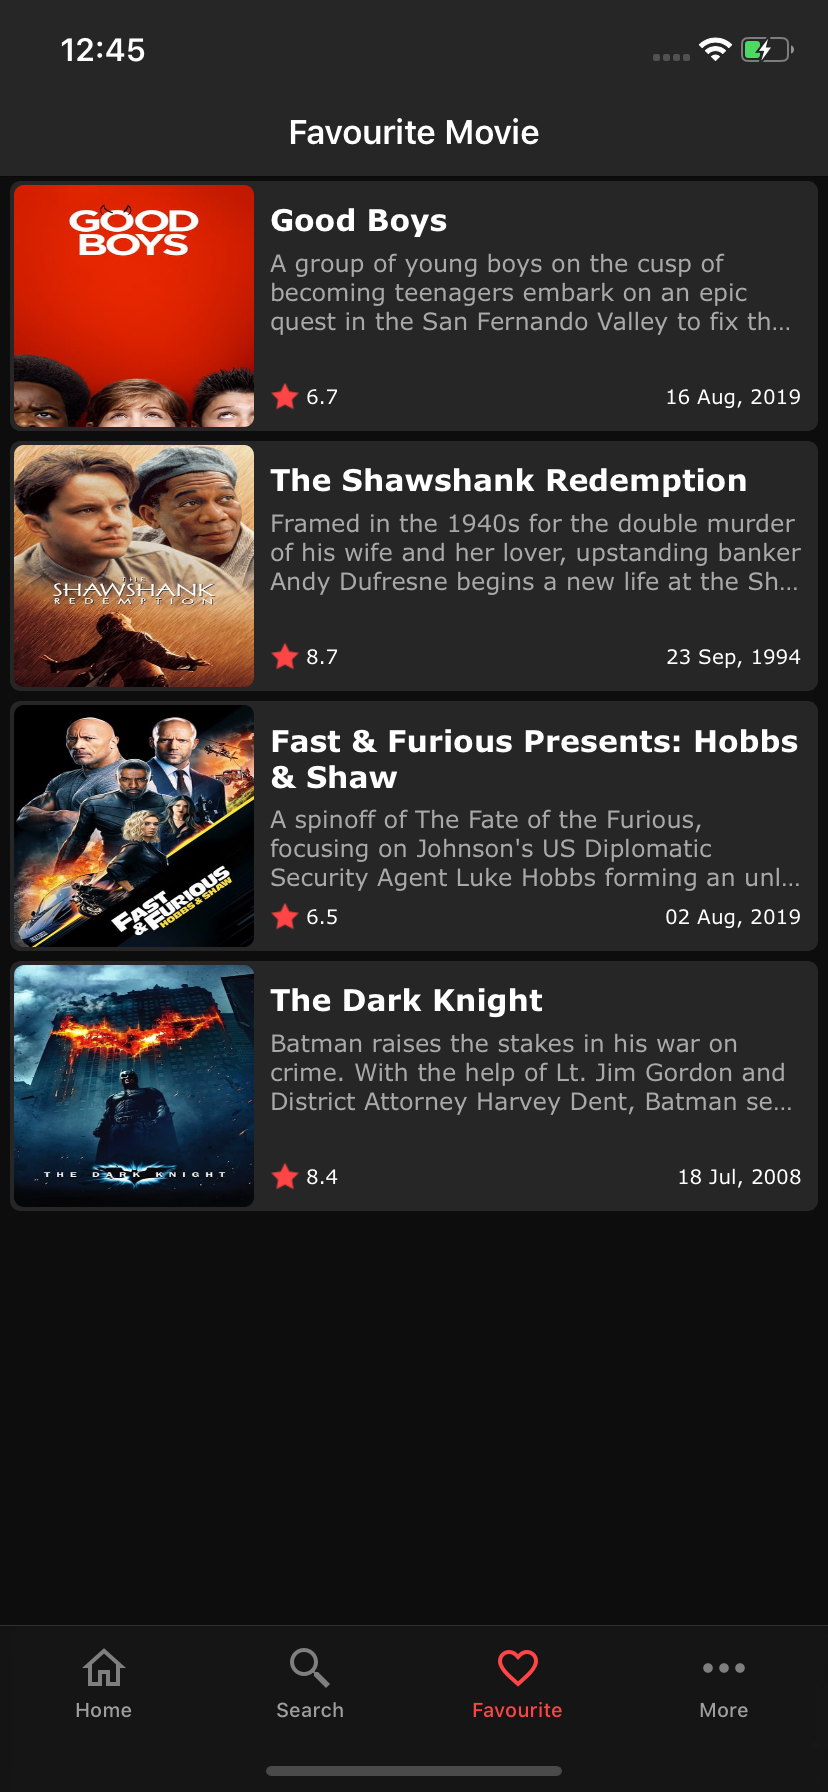 12:45
Favourite Movie
GOOD
BOYS
Good Boys
A group of young boys on the cusp of
becoming teenagers embark on an epic
quest in the San Fernando Valley to fix th...
6.7
16 Aug, 2019
THE
SHAWSHANK
REDEMPTION
The Shawshank Redemption
Framed in the 1940s for the double murder
of his wife and her lover, upstanding banker
Andy Dufresne begins a new life at the Sh...
8.7
23 Sep, 1994
FAST
& FURIOUS
HOBBS & SHAW
Fast & Furious Presents: Hobbs
& Shaw
A spinoff of The Fate of the Furious,
focusing on Johnson's US Diplomatic
Security Agent Luke Hobbs forming an unl...
6.5
02 Aug, 2019
THE DARK KNIGHT
The Dark Knight
Batman raises the stakes in his war on
crime. With the help of Lt. Jim Gordon and
District Attorney Harvey Dent, Batman se...
8.4
18 Jul, 2008
Home
Search
Favourite
More